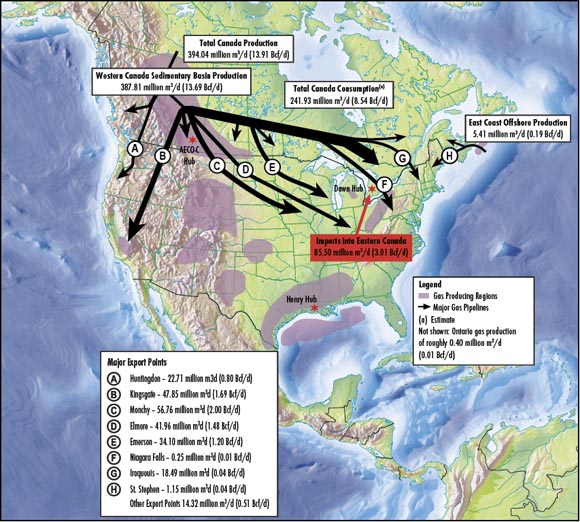 Total Canada Production
394.04 million m³/d (13.91 Bcf/d)
Western Canada Sedimentary Basin Production
387.81 million m³/d (13.69 Bcf/d)
Total Canada Consumption(e)
241.93 million m³/d (8.54 Bcf/d)
East Coast Offshore Production
5.41 million m³/d (0.19 Bcf/d)
A
B
AECO-C
Hub
C
D
E
Dawn Hub
F
G
H
Imports into Eastern Canada
85.50 million m³/d (3.01 Bcf/d)
Henry Hub
Legend
Gas Producing Regions
Major Gas Pipelines
(e) Estimate
Not shown: Ontario gas production
of roughly 0.40 million m³/d
(0.01 Bcf/d)
Major Export Points
A Huntingdon – 22.71 million m3d (0.80 Bcf/d)
B Kingsgate – 47.85 million m³d (1.69 Bcf/d)
C Monchy – 56.76 million m³d (2.00 Bcf/d)
D Elmore – 41.96 million m³d (1.48 Bcf/d)
E Emerson – 34.10 million m³d (1.20 Bcf/d)
F Niagara Falls – 0.25 million m³d (0.01 Bcf/d)
G Iroquouis – 18.49 million m³d (0.04 Bcf/d)
H St. Stephen – 1.15 million m³d (0.04 Bcf/d)
Other Export Points 14.32 million m³/d (0.51 Bcf/d)